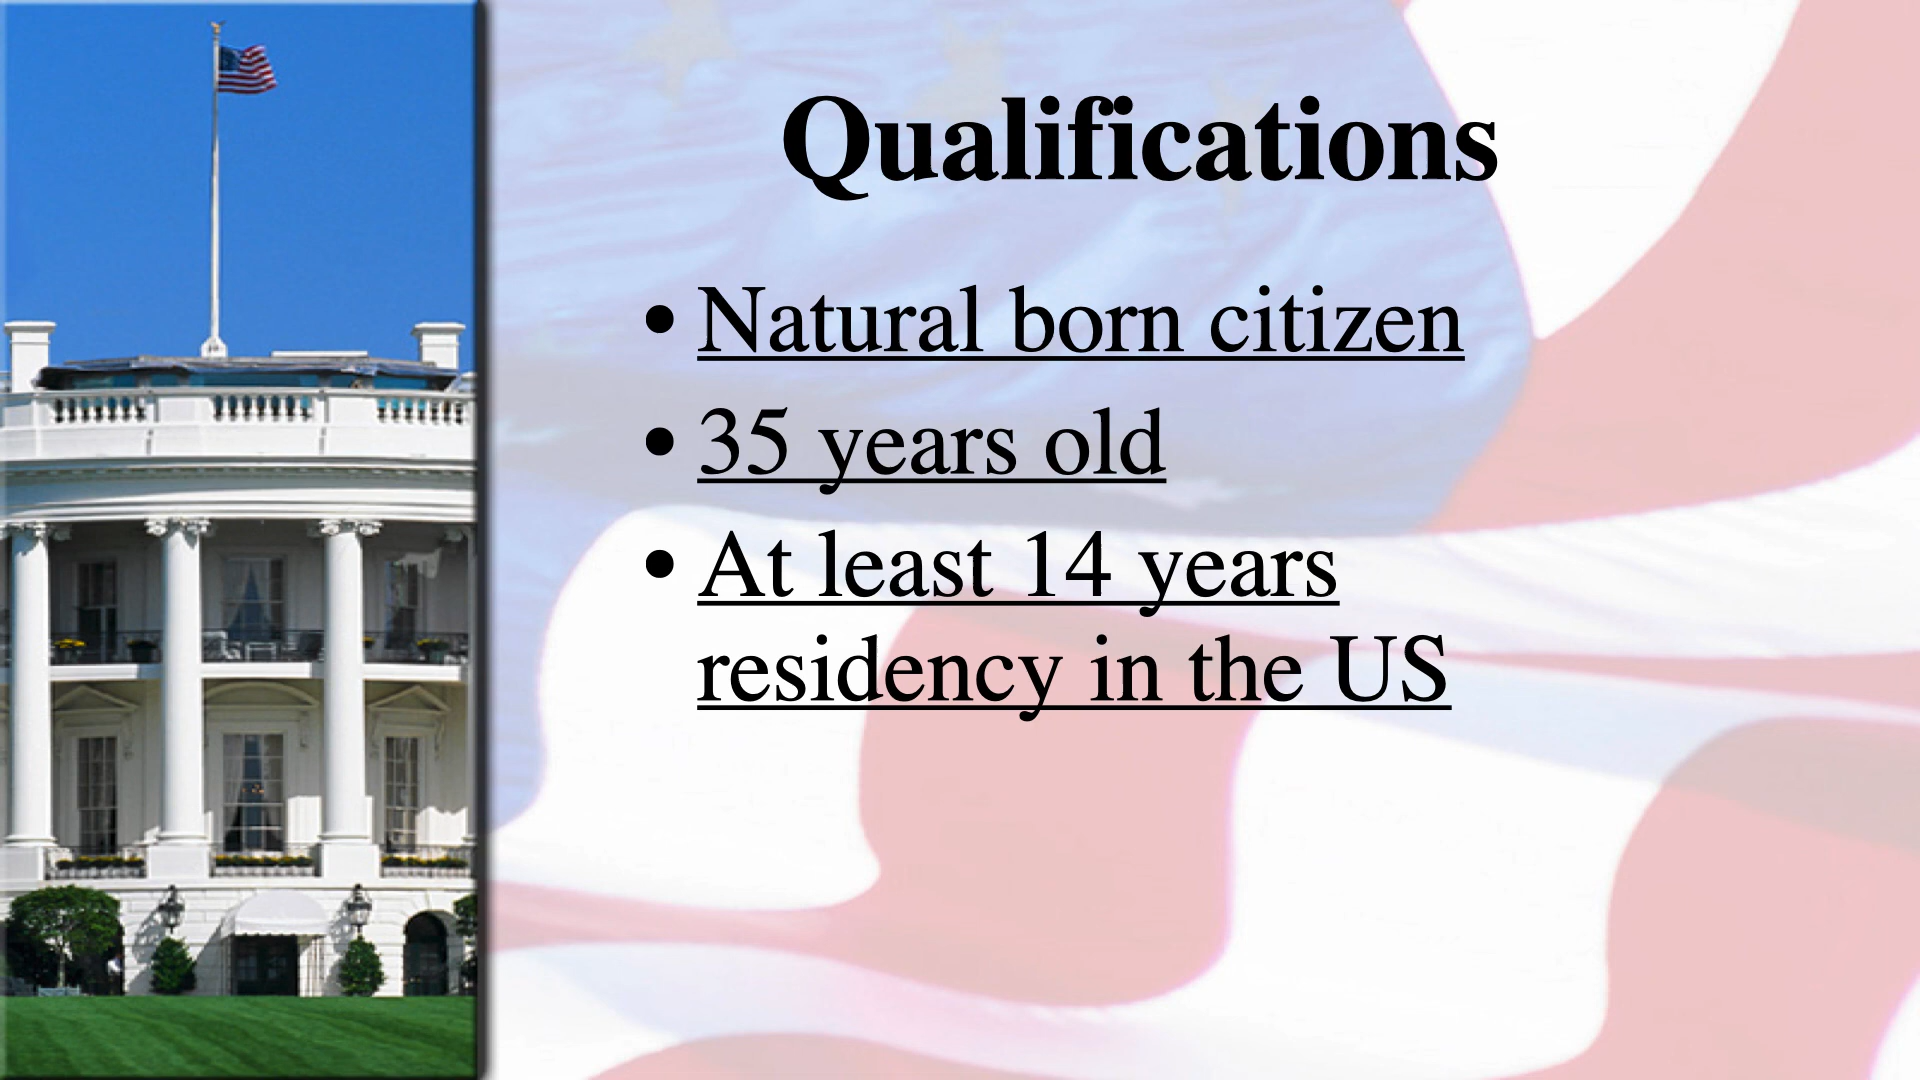 Qualifications
• Natural born citizen
• 35 years old
• At least 14 years
residency in the US